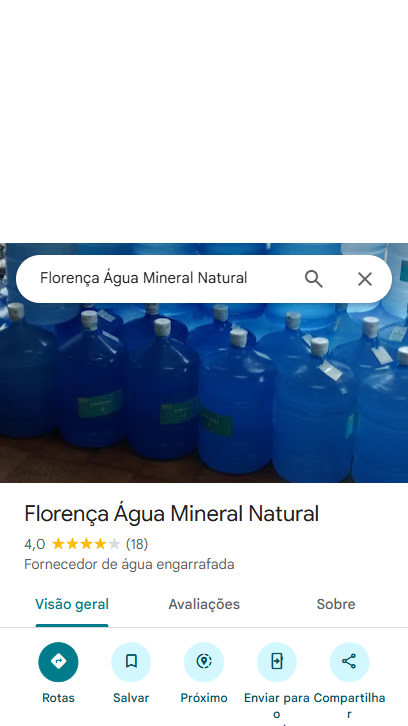 Florença Água Mineral Natural
Florença Água Mineral Natural
4,0 (18)
Fornecedor de água engarrafada
Visão geral Avaliações Sobre
Rotas Salvar Próximo Enviar para o Compartilhar